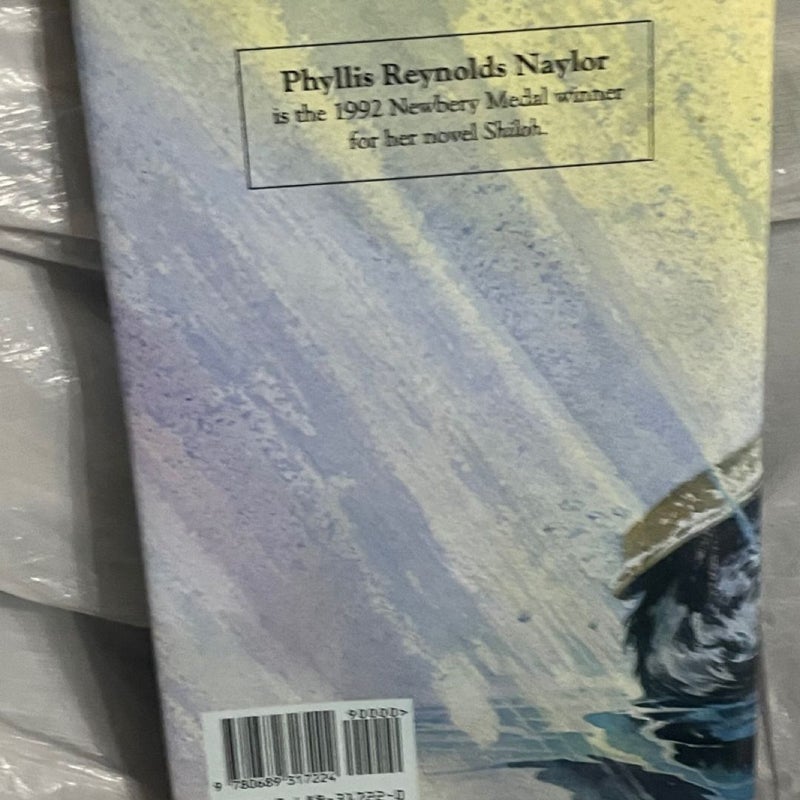 Phyllis Reynolds Naylor
is the 1992 Newbery Medal winner
for her novel Shiloh.
90000>
9 780689 317224